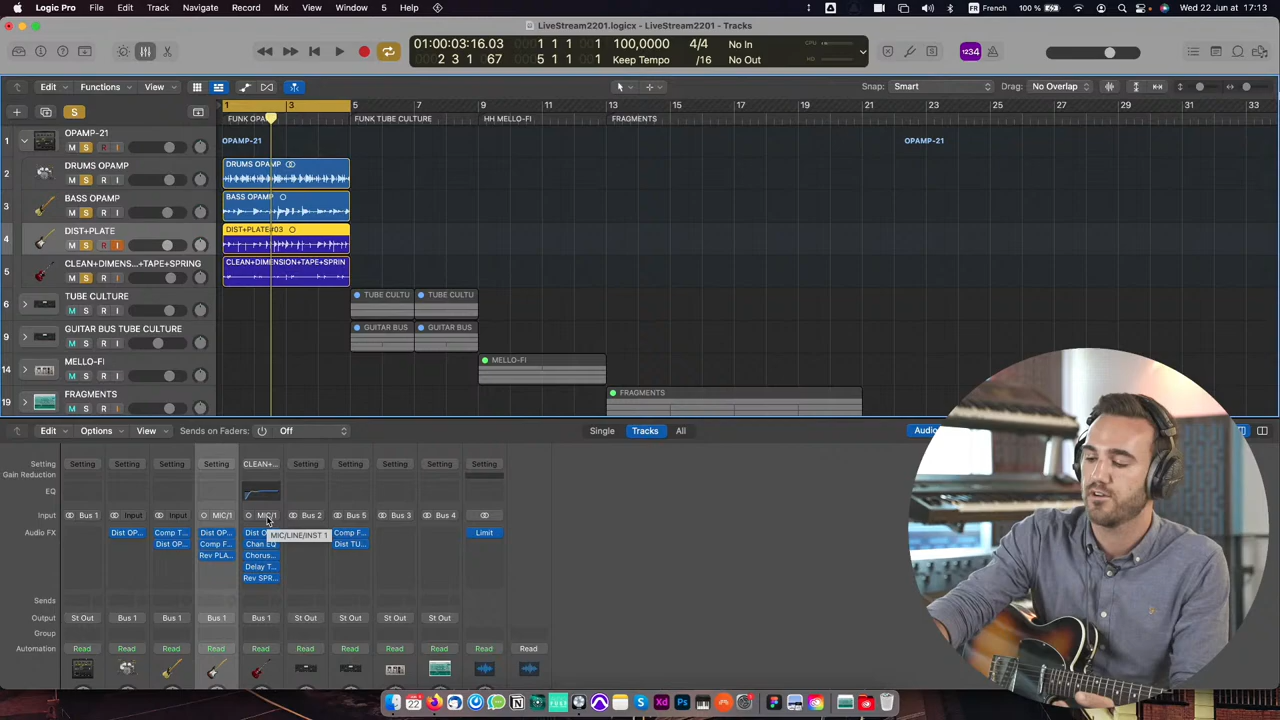 Logic Pro File Edit Track Navigate Record Mix View Window 1 Help
French 100 % Wed 22 Jun at 17:13
LiveStream2201.logicx - LiveStream2201 - Tracks
01:00:03:16.03 1 1 1 1 100,0000 4/4 No In CPU
2 3 1 67 5 1 1 1 Keep Tempo /16 No Out
1234
Edit Functions View Snap: Smart Drag: No Overlap
S 1 3 5 7 9 11 13 15 17 19 21 23 25 27 29 31 33
FUNK OPA FUNK TUBE CULTURE HH MELLO-FI FRAGMENTS
1 OPAMP-21 OPAMP-21 OPAMP-21
M S R I
2 DRUMS OPAMP DRUMS OPAMP
M S R I
3 BASS OPAMP BASS OPAMP
M S R I
4 DIST+PLATE DIST+PLATE#03
M S R I
5 CLEAN+DIMENS...+TAPE+SPRING CLEAN+DIMENSION+TAPE+SPRIN
M S R I
6 TUBE CULTURE TUBE CULTU TUBE CULTU
M S R I
9 GUITAR BUS TUBE CULTURE GUITAR BUS GUITAR BUS
M S R I
14 MELLO-FI MELLO-FI
M S R I
19 FRAGMENTS FRAGMENTS
M S R I
Edit Options View Sends on Faders: Off Single Tracks All Audio
Setting Setting Setting Setting Setting CLEAN+... Setting Setting Setting Setting Setting
Gain Reduction
EQ
Input Bus 1 Input Input MIC/1 MIC/1 Bus 2 Bus 5 Bus 3 Bus 4
MIC/LINE/INST 1
Audio FX Dist OP... Comp T... Dist OP... Dist O Comp F... Limit
Dist OP... Comp F... Chan EQ Dist TU...
Rev PLA... Chorus...
Delay T...
Rev SPR...
Sends
Output St Out Bus 1 Bus 1 Bus 1 Bus 1 St Out St Out St Out St Out
Group
Automation Read Read Read Read Read Read Read Read Read Read Read
22